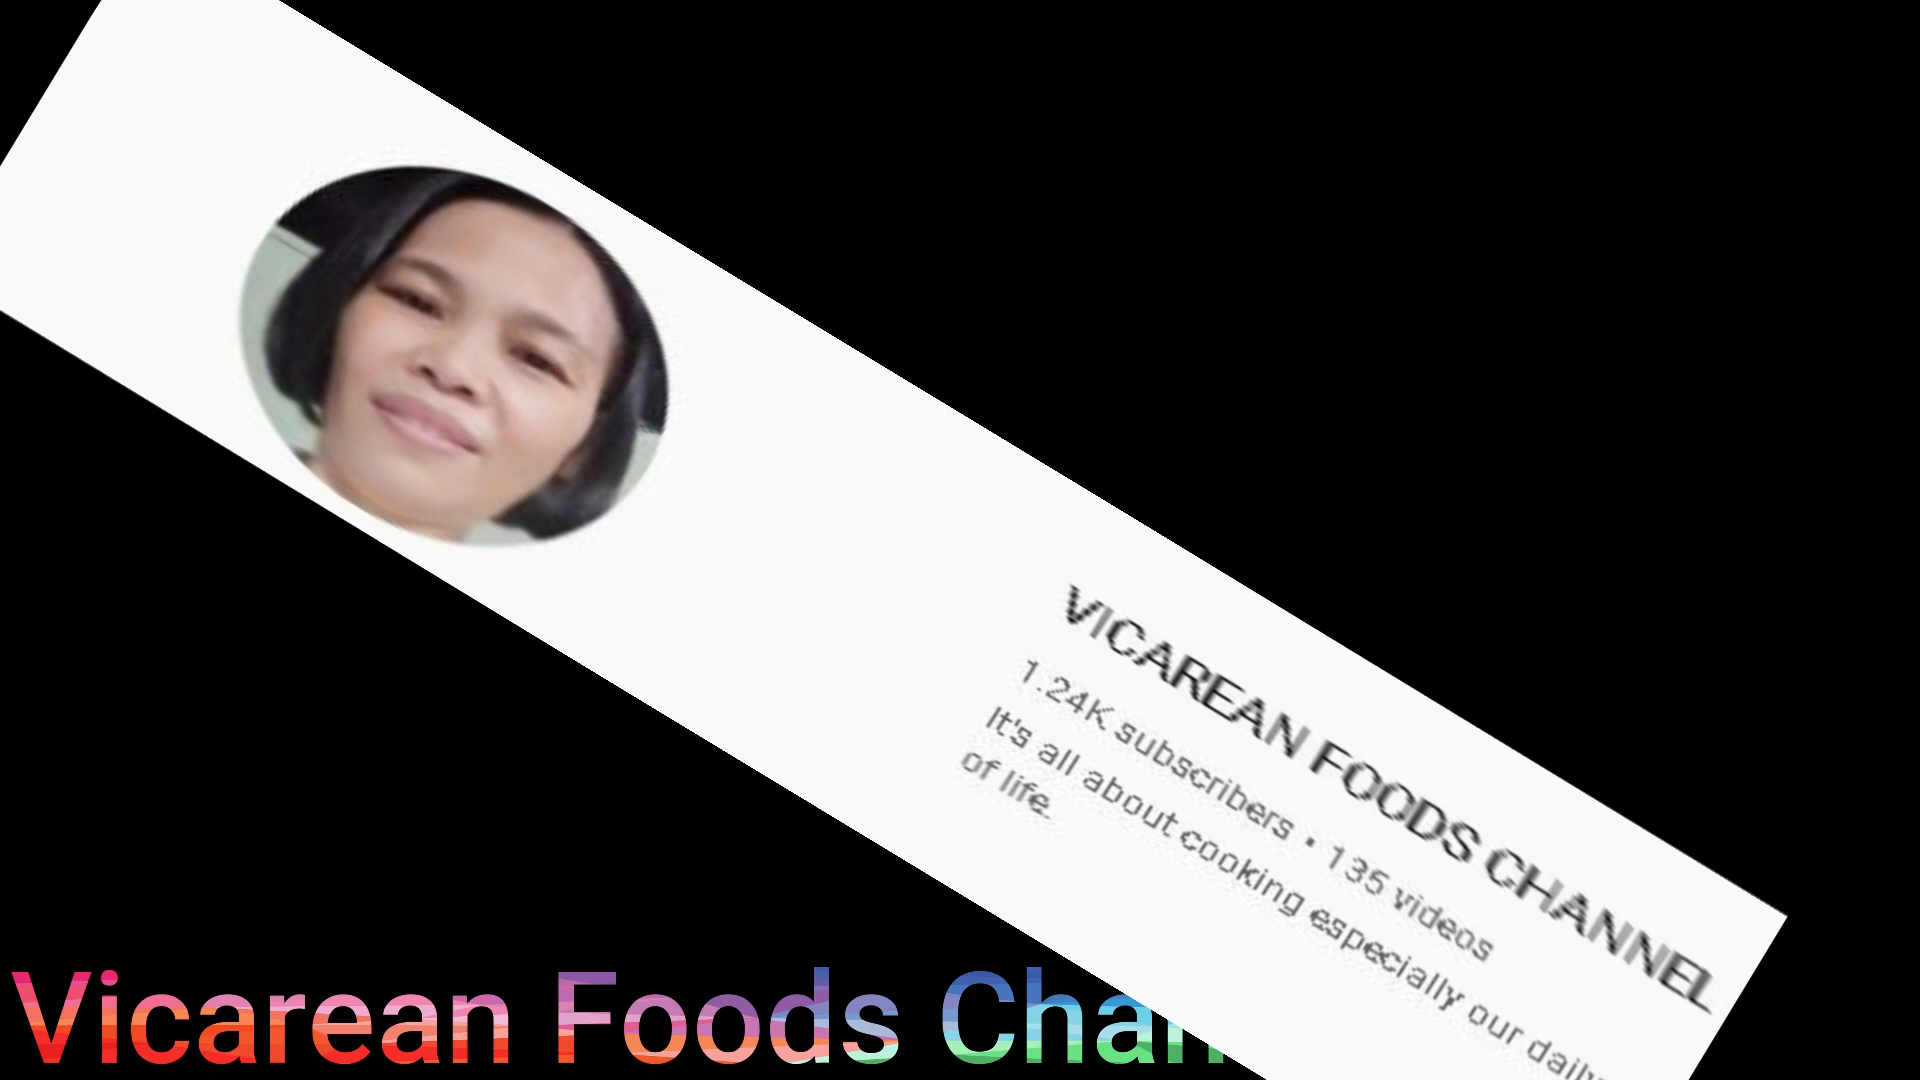 VICAREAN FOODS CHANNEL
1.24K subscribers • 135 videos
It's all about cooking especially our daily
of life.
Vicarean Foods Chan